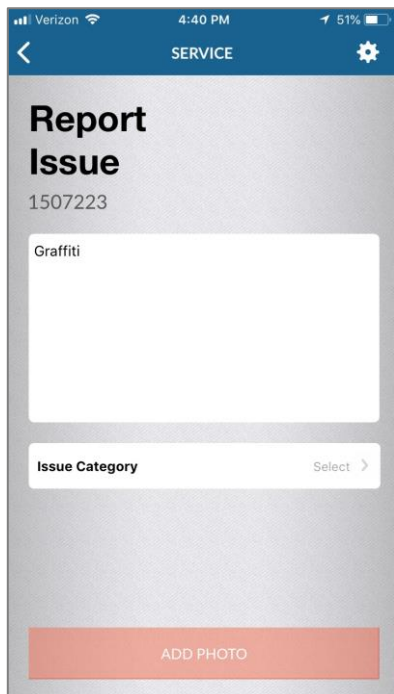 Verizon 4:40 PM 51%
SERVICE
Report
Issue
1507223
Graffiti
Issue Category Select
ADD PHOTO